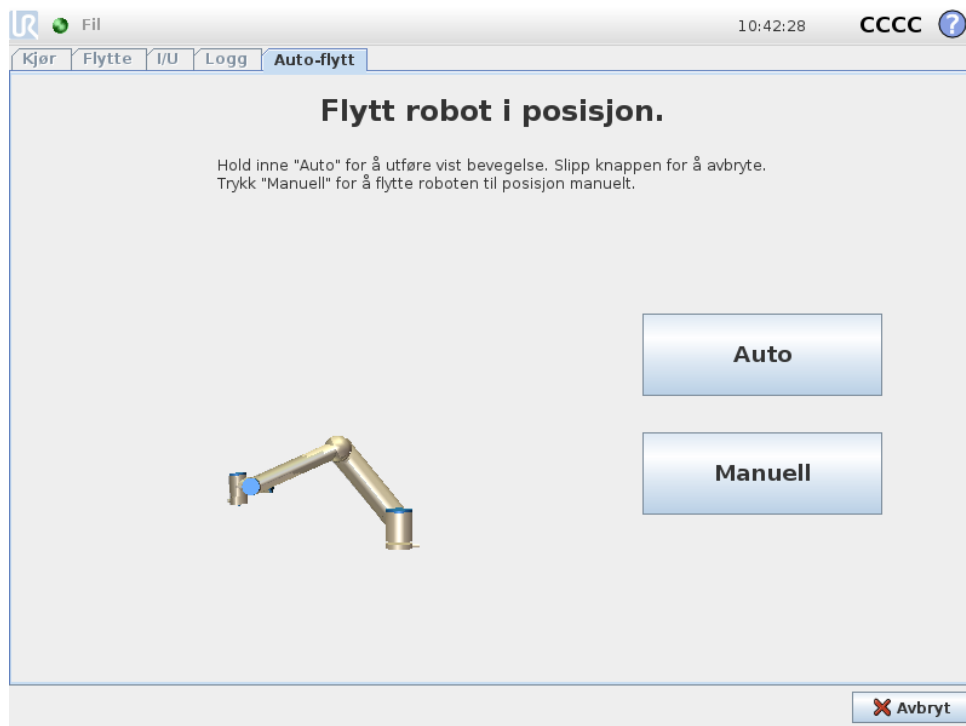 UR Fil 10:42:28 CCCC ?
Kjør Flytte I/U Logg Auto-flytt
Flytt robot i posisjon.
Hold inne "Auto" for å utføre vist bevegelse. Slipp knappen for å avbryte.
Trykk "Manuell" for å flytte roboten til posisjon manuelt.
Auto
Manuell
Avbryt